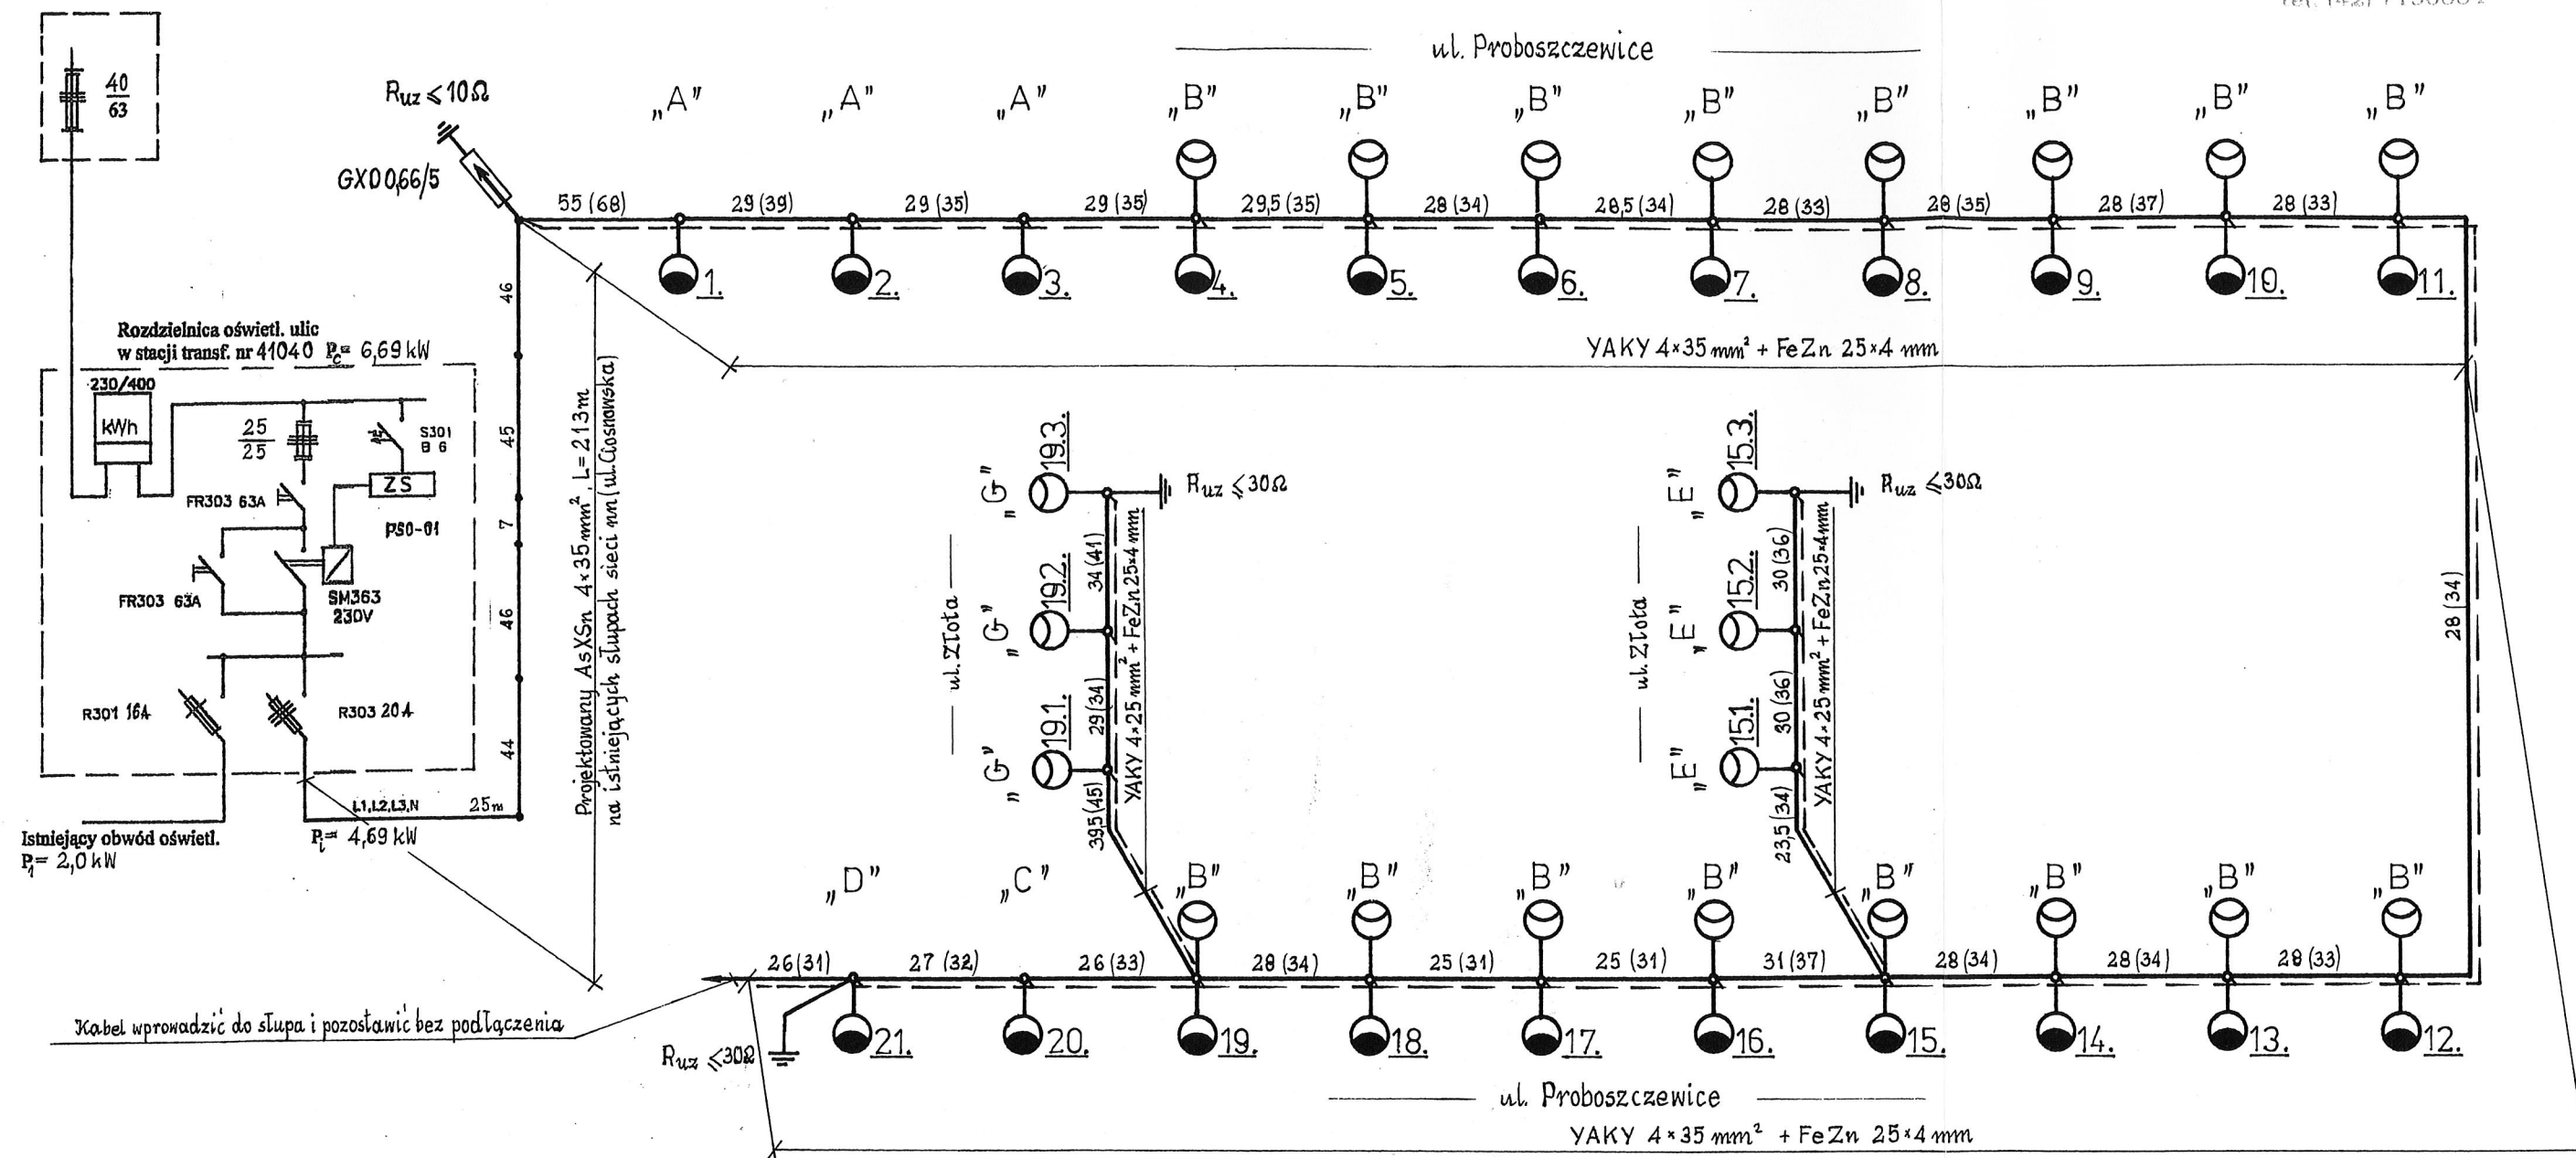 ul. Proboszczewice
40
63
Ruz ≤ 10Ω
GXO 0,66/5
„A” „A” „A” „B” „B” „B” „B” „B” „B” „B” „B”
55 (68) 29 (39) 29 (35) 29 (35) 29,5 (35) 28 (34) 28,5 (34) 28 (33) 28 (35) 28 (37) 28 (33)
1. 2. 3. 4. 5. 6. 7. 8. 9. 10. 11.
YAKY 4×35 mm² + FeZn 25×4 mm
Rozdzielnica oświetl. ulic
w stacji transf. nr 41040 Pc= 6,69 kW
230/400
kWh
25
25
S301
B 6
ZS
FR303 63A
PSO-01
FR303 63A
SM363
230V
R301 16A
R303 20A
L1,L2,L3,N 25m
Istniejący obwód oświetl.
P1= 2,0 kW
Pi= 4,69 kW
46
45
7
46
44
Projektowany AsXSn 4×35mm², L=213m
na istniejących słupach sieci nn (ul. Cosnowska)
„G” 19.3.
Ruz ≤30Ω
34 (41)
„G” 19.2.
29 (34)
„G” 19.1.
39,5 (45)
ul. Złota
YAKY 4×25 mm² + FeZn 25×4 mm
„E” 15.3.
Ruz ≤30Ω
30 (36)
„E” 15.2.
30 (36)
„E” 15.1.
23,5 (34)
ul. Złota
YAKY 4×25 mm² + FeZn 25×4mm
28 (34)
„D” „C” „B” „B” „B” „B” „B” „B” „B” „B”
26 (31) 27 (32) 26 (33) 28 (34) 25 (31) 25 (31) 31 (37) 28 (34) 28 (34) 28 (33)
21. 20. 19. 18. 17. 16. 15. 14. 13. 12.
Kabel wprowadzić do słupa i pozostawić bez podłączenia
Ruz ≤30Ω
ul. Proboszczewice
YAKY 4×35 mm² + FeZn 25×4 mm